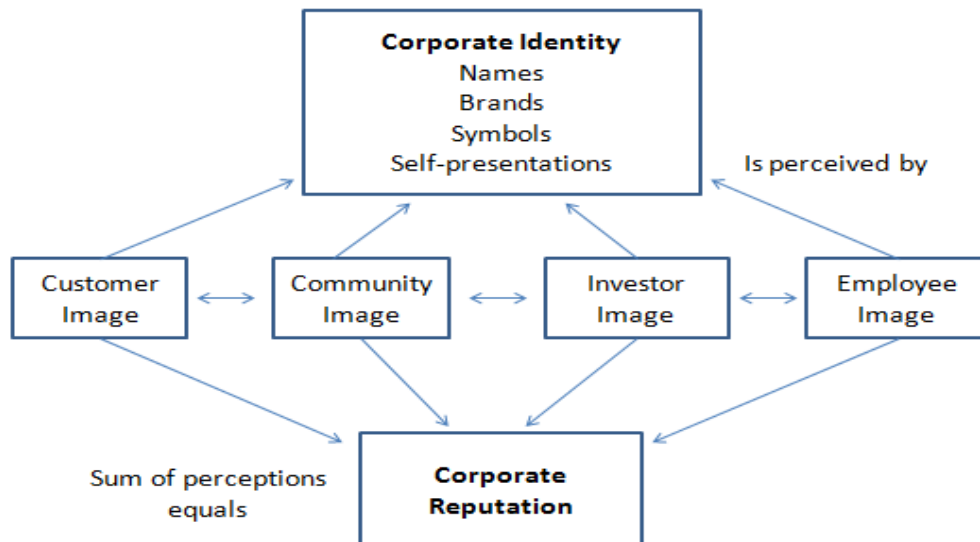 Corporate Identity
Names
Brands
Symbols
Self-presentations
Is perceived by
Customer
Image
Community
Image
Investor
Image
Employee
Image
Sum of perceptions
equals
Corporate
Reputation